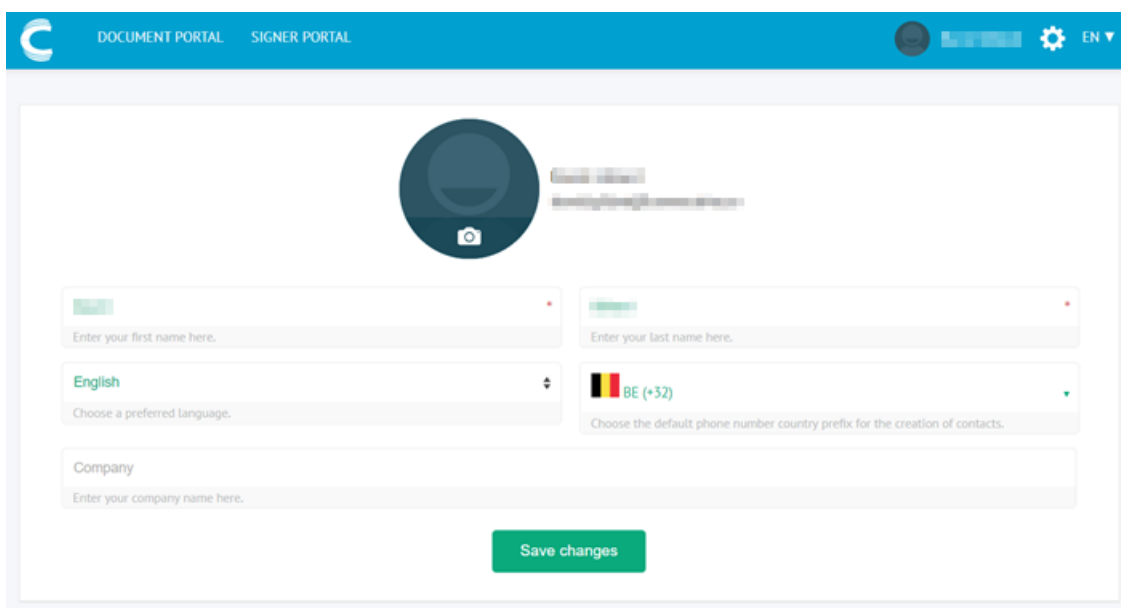 DOCUMENT PORTAL SIGNER PORTAL EN ▼
* *
Enter your first name here. Enter your last name here.
English BE (+32)
Choose a preferred language. Choose the default phone number country prefix for the creation of contacts.
Company
Enter your company name here.
Save changes